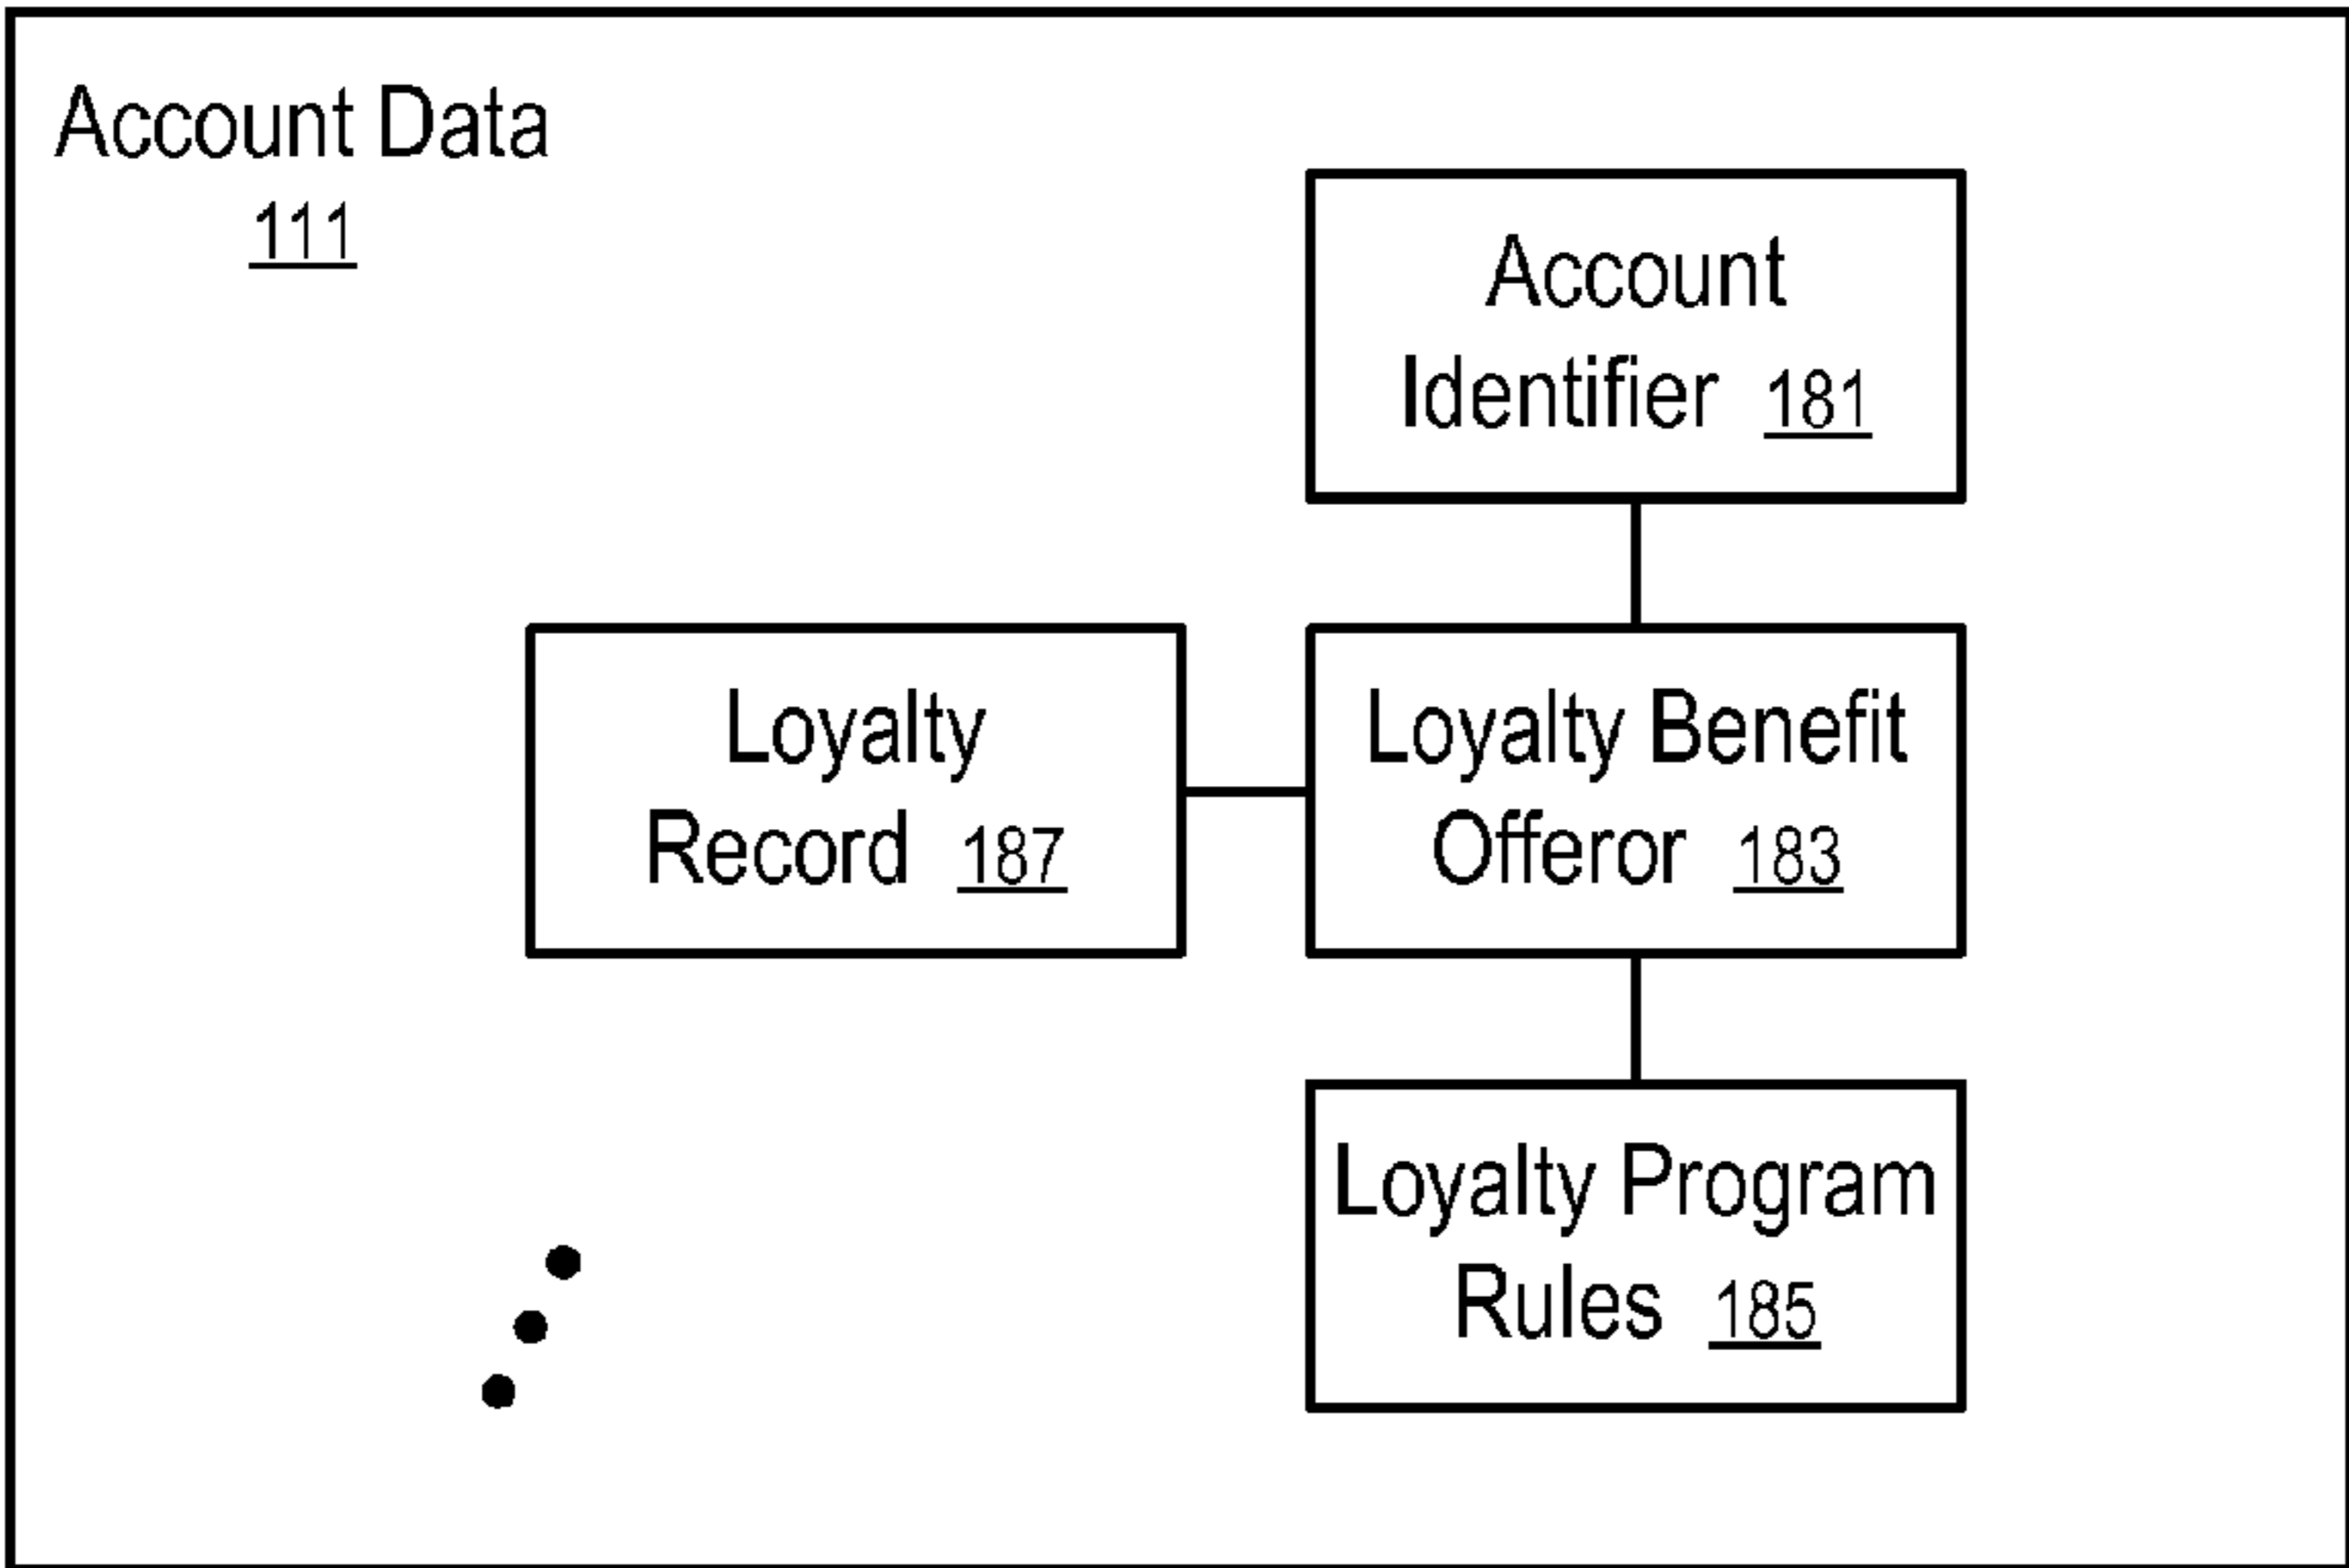 Account Data
111
Account
Identifier 181
Loyalty
Record 187
Loyalty Benefit
Offeror 183
Loyalty Program
Rules 185